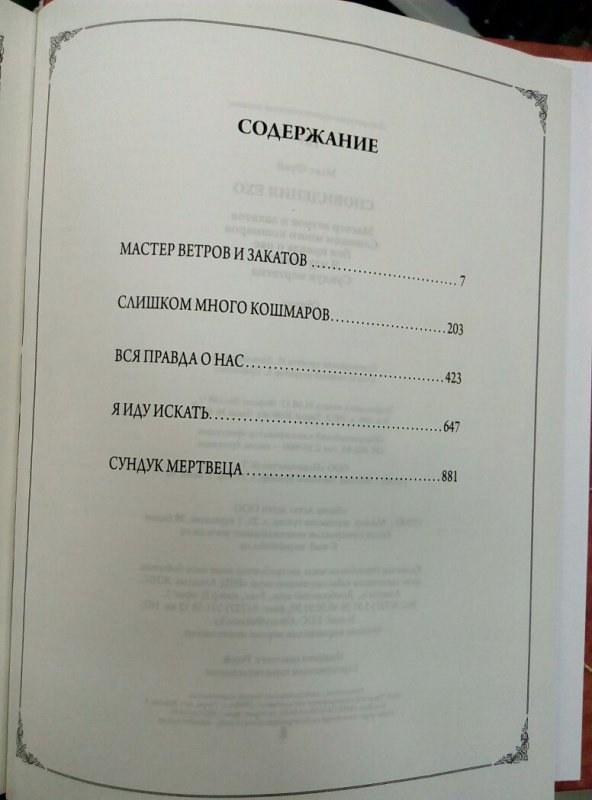 СОДЕРЖАНИЕ
МАСТЕР ВЕТРОВ И ЗАКАТОВ ........................ 7
СЛИШКОМ МНОГО КОШМАРОВ ..................... 203
ВСЯ ПРАВДА О НАС ................................... 423
Я ИДУ ИСКАТЬ ........................................ 647
СУНДУК МЕРТВЕЦА .................................. 881